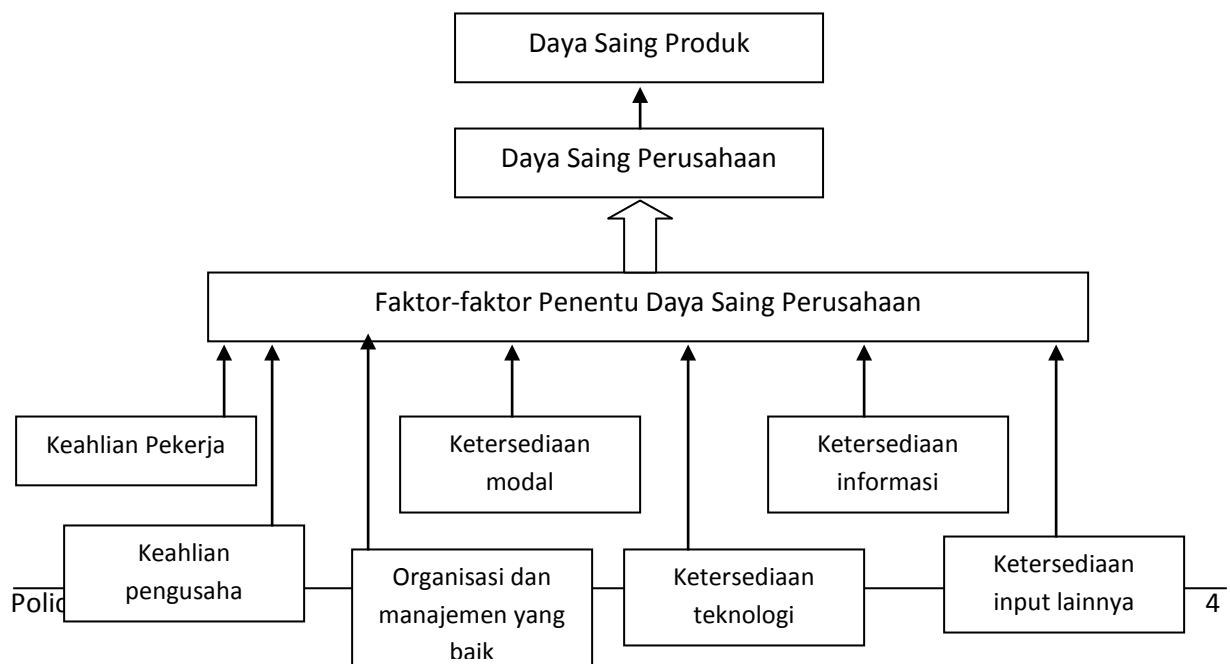 Daya Saing Produk
Daya Saing Perusahaan
Faktor-faktor Penentu Daya Saing Perusahaan
Keahlian Pekerja
Ketersediaan
modal
Ketersediaan
informasi
Keahlian
pengusaha
Organisasi dan
manajemen yang
baik
Ketersediaan
teknologi
Ketersediaan
input lainnya
4